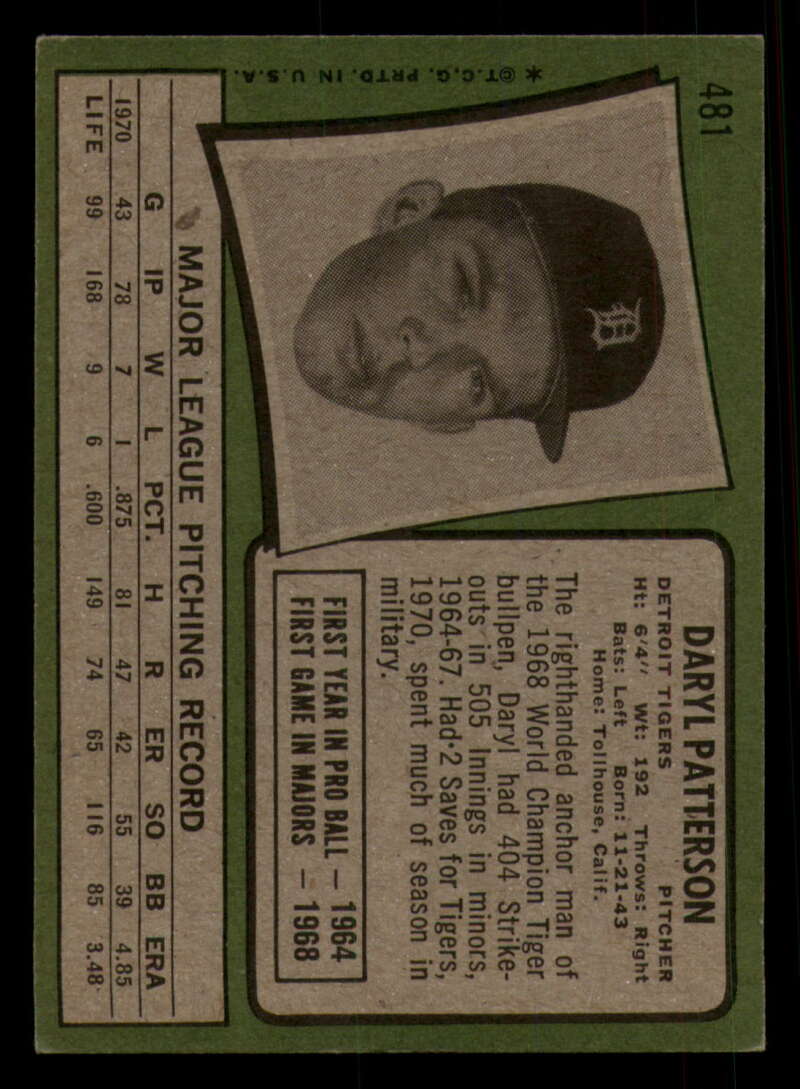 481
* ©T.C.G. PRTD. IN U.S.A.
D
DARYL PATTERSON
DETROIT TIGERS PITCHER
Ht: 6'4" Wt: 192 Throws: Right
Bats: Left Born: 11-21-43
Home: Tollhouse, Calif.
The righthanded anchor man of
the 1968 World Champion Tiger
bullpen, Daryl had 404 Strike-
outs in 505 Innings in minors,
1964-67. Had 2 Saves for Tigers,
1970, spent much of season in
military.
FIRST YEAR IN PRO BALL — 1964
FIRST GAME IN MAJORS — 1968
MAJOR LEAGUE PITCHING RECORD
G IP W L PCT. H R ER SO BB ERA
1970 43 78 7 1 .875 81 47 42 55 39 4.85
LIFE 99 168 9 6 .600 149 74 65 116 85 3.48